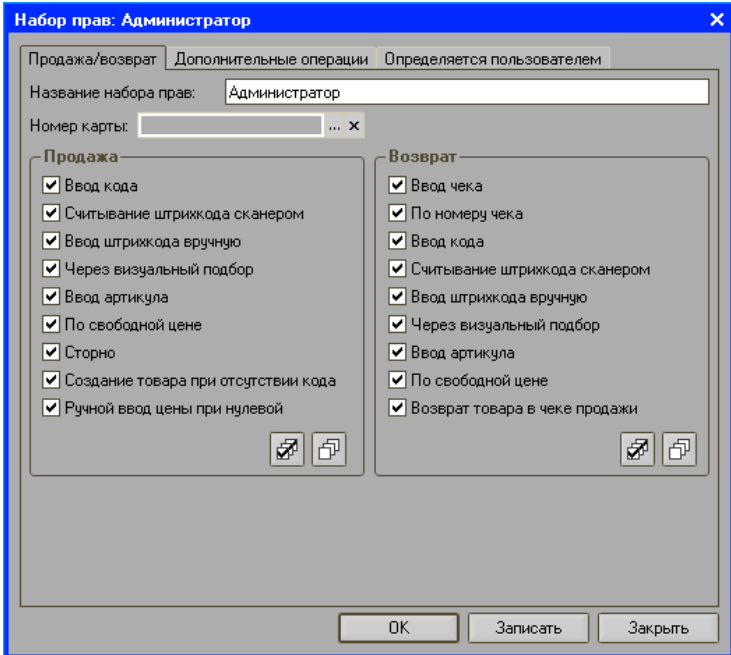 Набор прав: Администратор
Продажа/возврат Дополнительные операции Определяется пользователем
Название набора прав: Администратор
Номер карты: ... x
Продажа
Ввод кода
Считывание штрихкода сканером
Ввод штрихкода вручную
Через визуальный подбор
Ввод артикула
По свободной цене
Сторно
Создание товара при отсутствии кода
Ручной ввод цены при нулевой
Возврат
Ввод чека
По номеру чека
Ввод кода
Считывание штрихкода сканером
Ввод штрихкода вручную
Через визуальный подбор
Ввод артикула
По свободной цене
Возврат товара в чеке продажи
OK Записать Закрыть